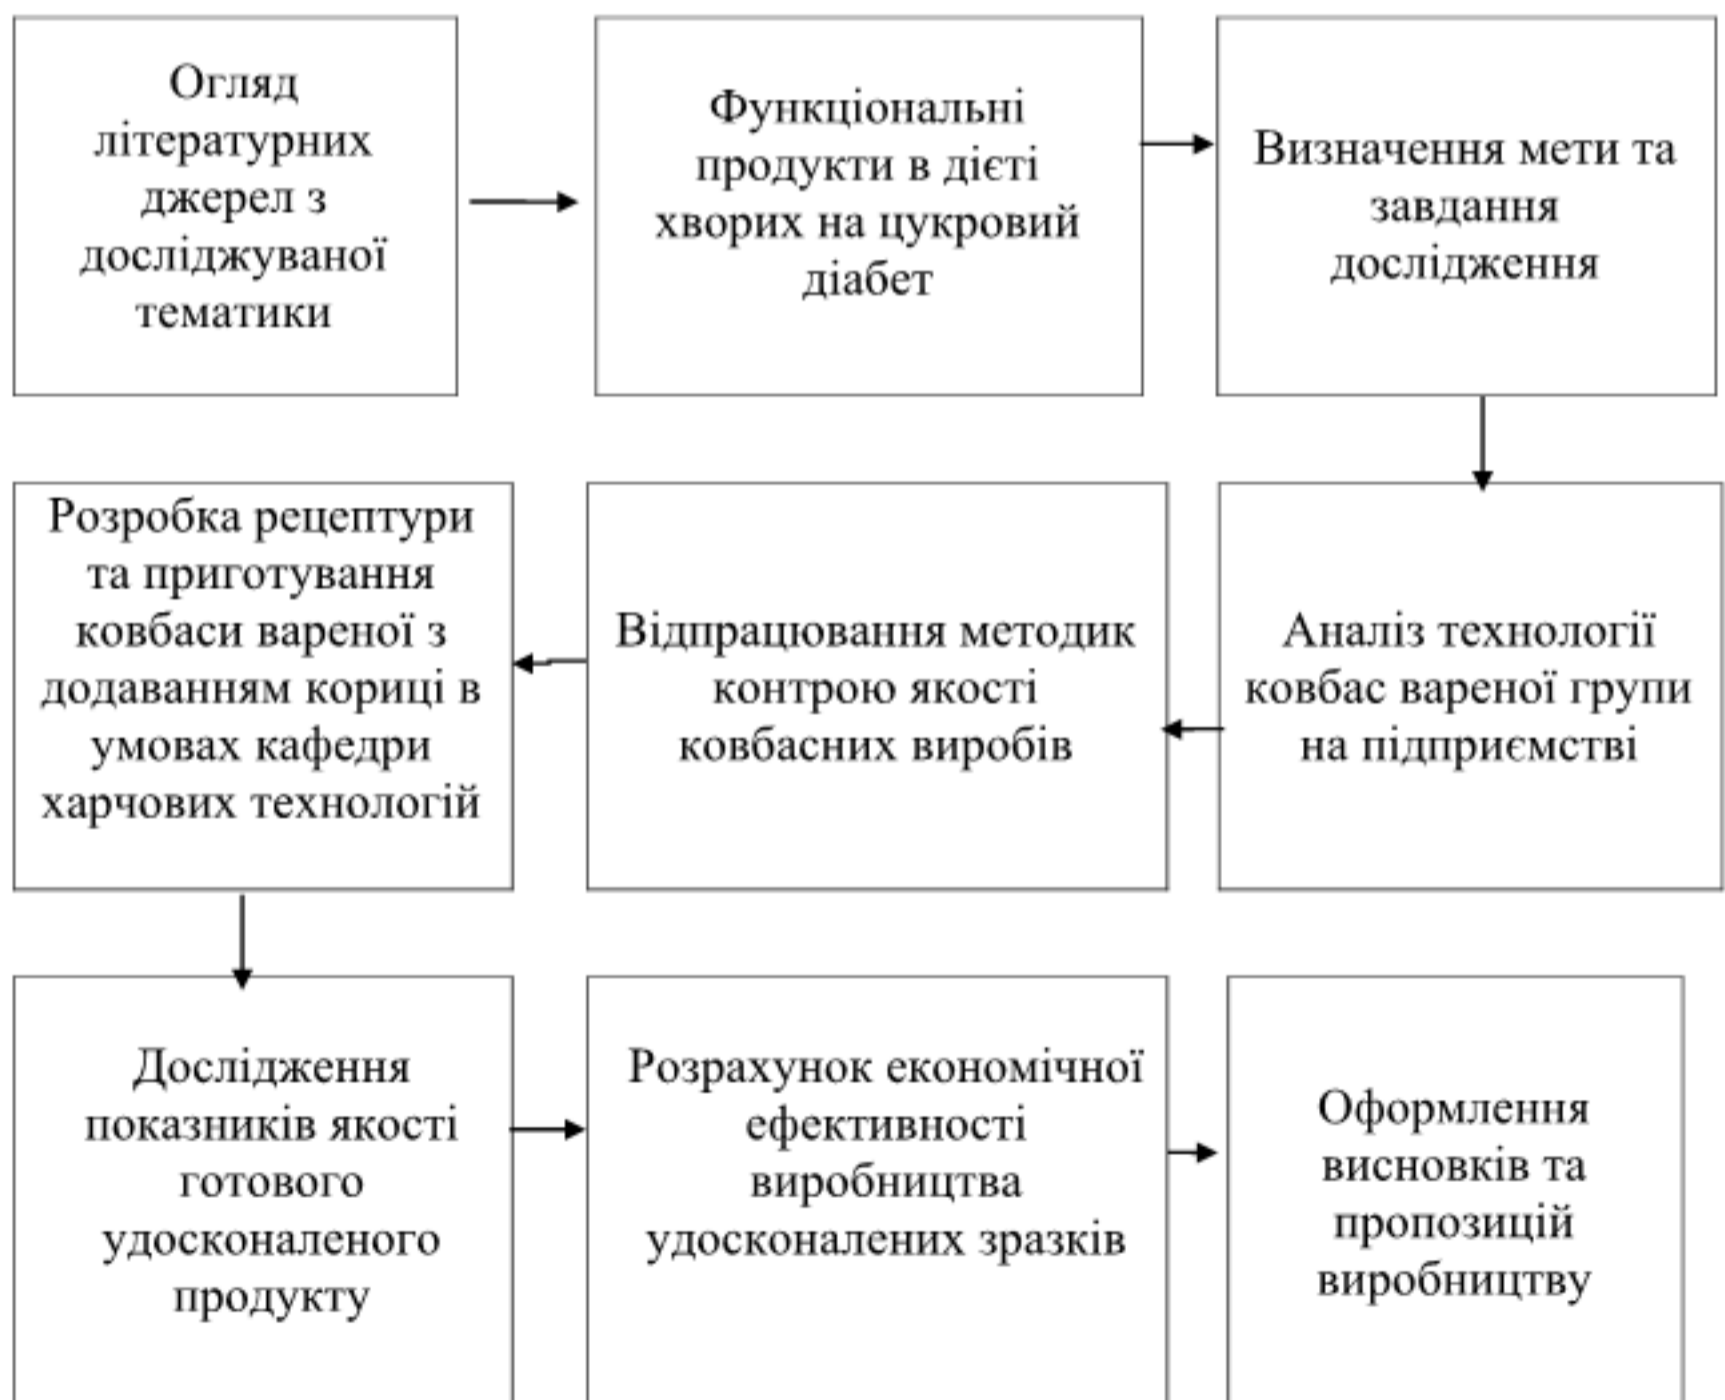 Огляд
літературних
джерел з
досліджуваної
тематики
Функціональні
продукти в дієті
хворих на цукровий
діабет
Визначення мети та
завдання
дослідження
Аналіз технології
ковбас вареної групи
на підприємстві
Відпрацювання методик
контрою якості
ковбасних виробів
Розробка рецептури
та приготування
ковбаси вареної з
додаванням кориці в
умовах кафедри
харчових технологій
Дослідження
показників якості
готового
удосконаленого
продукту
Розрахунок економічної
ефективності
виробництва
удосконалених зразків
Оформлення
висновків та
пропозицій
виробництву